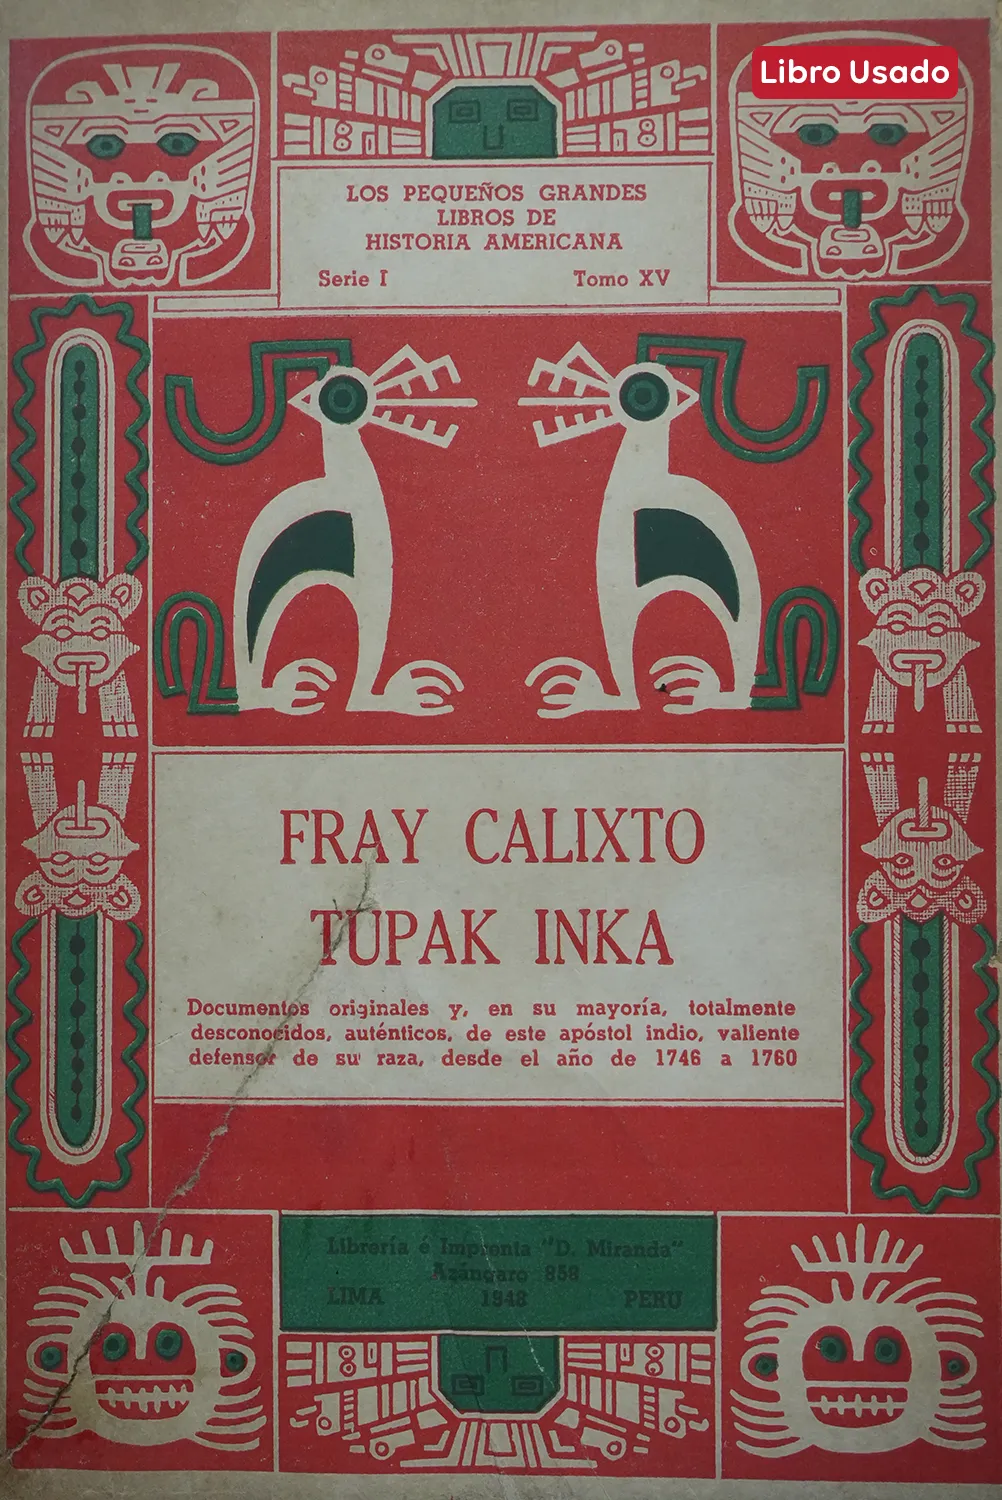 Libro Usado
LOS PEQUEÑOS GRANDES
LIBROS DE
HISTORIA AMERICANA
Serie I Tomo XV
FRAY CALIXTO
TUPAK INKA
Documentos originales y, en su mayoría, totalmente
desconocidos, auténticos, de este apóstol indio, valiente
defensor de su raza, desde el año de 1746 a 1760
Librería é Imprenta "D. Miranda"
Azángaro 858
LIMA 1948 PERU